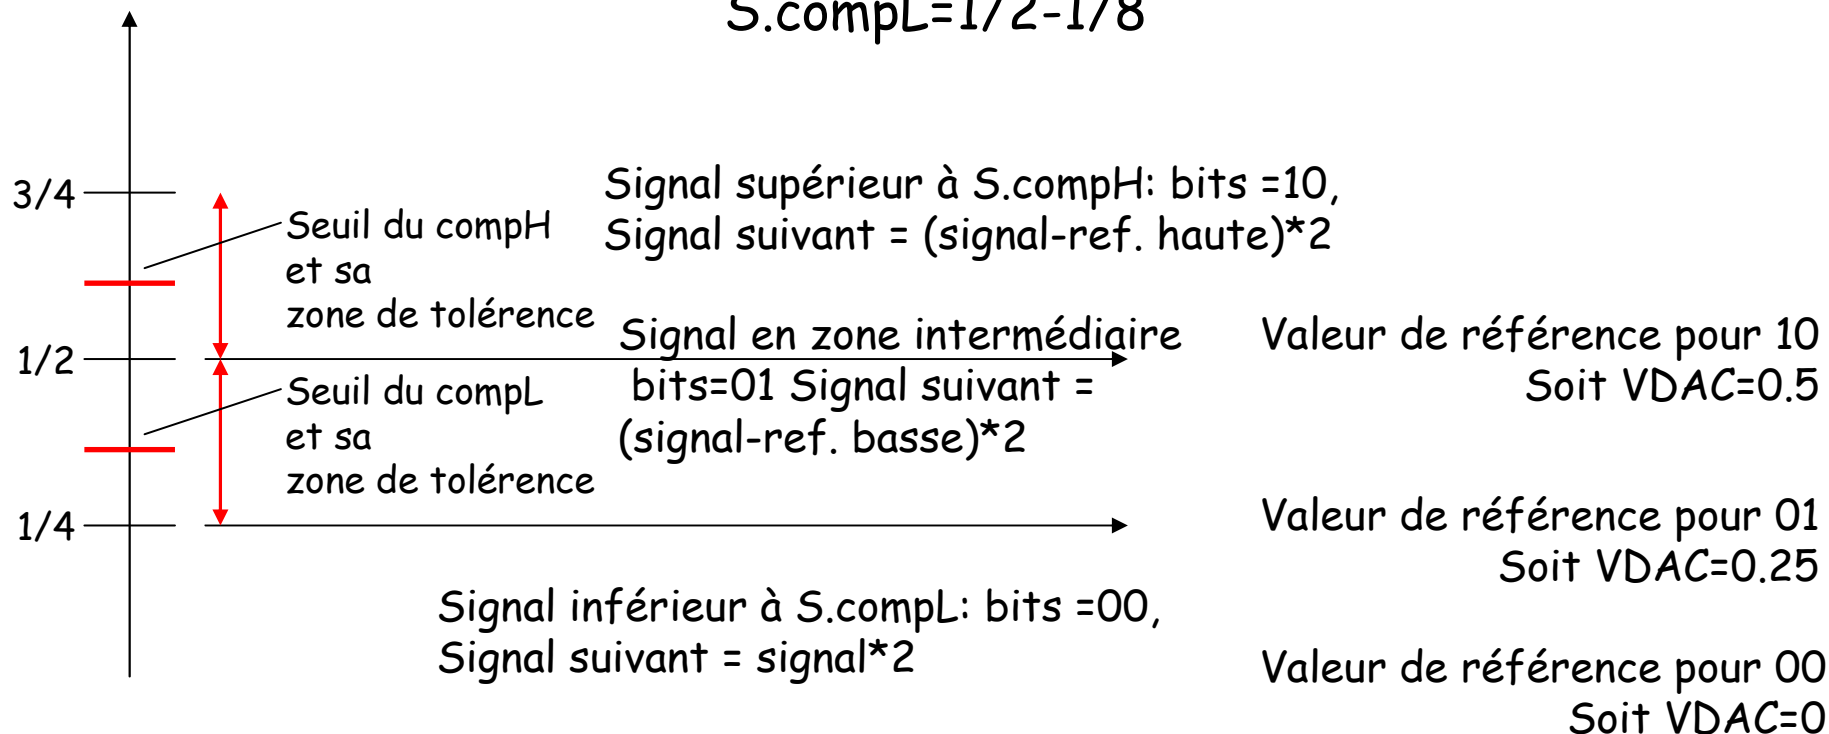 S.compL=1/2-1/8
3/4
Seuil du compH
et sa
zone de tolérence
Signal supérieur à S.compH: bits =10,
Signal suivant = (signal-ref. haute)*2
1/2
Signal en zone intermédiaire
bits=01 Signal suivant =
(signal-ref. basse)*2
Valeur de référence pour 10
Soit VDAC=0.5
Seuil du compL
et sa
zone de tolérence
1/4
Valeur de référence pour 01
Soit VDAC=0.25
Signal inférieur à S.compL: bits =00,
Signal suivant = signal*2
Valeur de référence pour 00
Soit VDAC=0